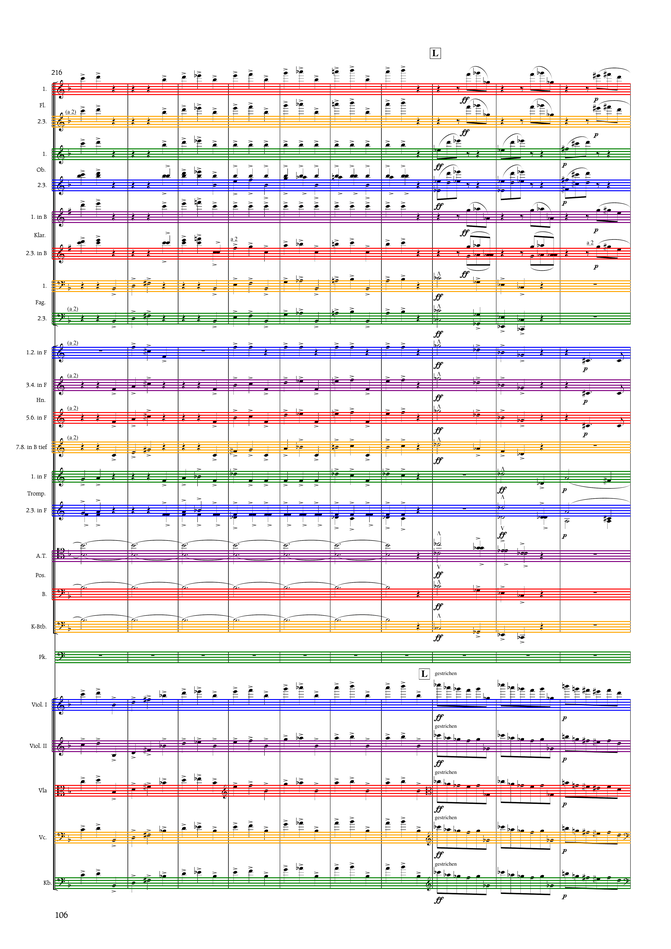 L
216
1.
Fl.
(a 2)
2.3.
1.
Ob.
2.3.
1. in B
Klar.
2.3. in B
a 2
a 2
1.
Fag.
(a 2)
2.3.
(a 2)
1.2. in F
(a 2)
3.4. in F
Hn.
(a 2)
5.6. in F
(a 2)
7.8. in B tief
1. in F
Tromp.
2.3. in F
A.T.
Pos.
B.
K-Btb.
Pk.
L
gestrichen
Viol. I
gestrichen
Viol. II
gestrichen
Vla
gestrichen
Vc.
gestrichen
Kb.
106